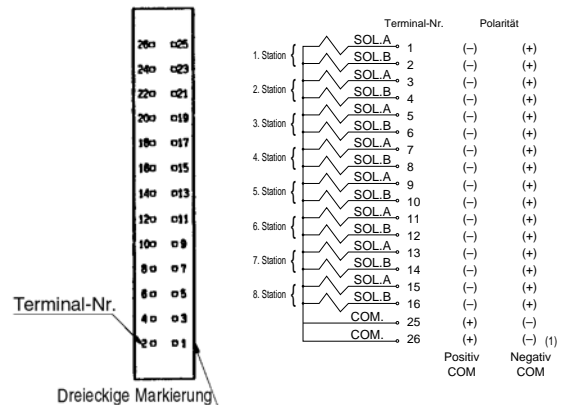 26 25
24 23
22 21
20 19
18 17
16 15
14 13
12 11
10 9
8 7
6 5
4 3
2 1
Terminal-Nr.
Dreieckige Markierung
Terminal-Nr. Polarität
1. Station { SOL.A 1 (–) (+)
SOL.B 2 (–) (+)
2. Station { SOL.A 3 (–) (+)
SOL.B 4 (–) (+)
3. Station { SOL.A 5 (–) (+)
SOL.B 6 (–) (+)
4. Station { SOL.A 7 (–) (+)
SOL.B 8 (–) (+)
5. Station { SOL.A 9 (–) (+)
SOL.B 10 (–) (+)
6. Station { SOL.A 11 (–) (+)
SOL.B 12 (–) (+)
7. Station { SOL.A 13 (–) (+)
SOL.B 14 (–) (+)
8. Station { SOL.A 15 (–) (+)
SOL.B 16 (–) (+)
COM. 25 (+) (–)
COM. 26 (+) (–) (1)
Positiv Negativ
COM COM